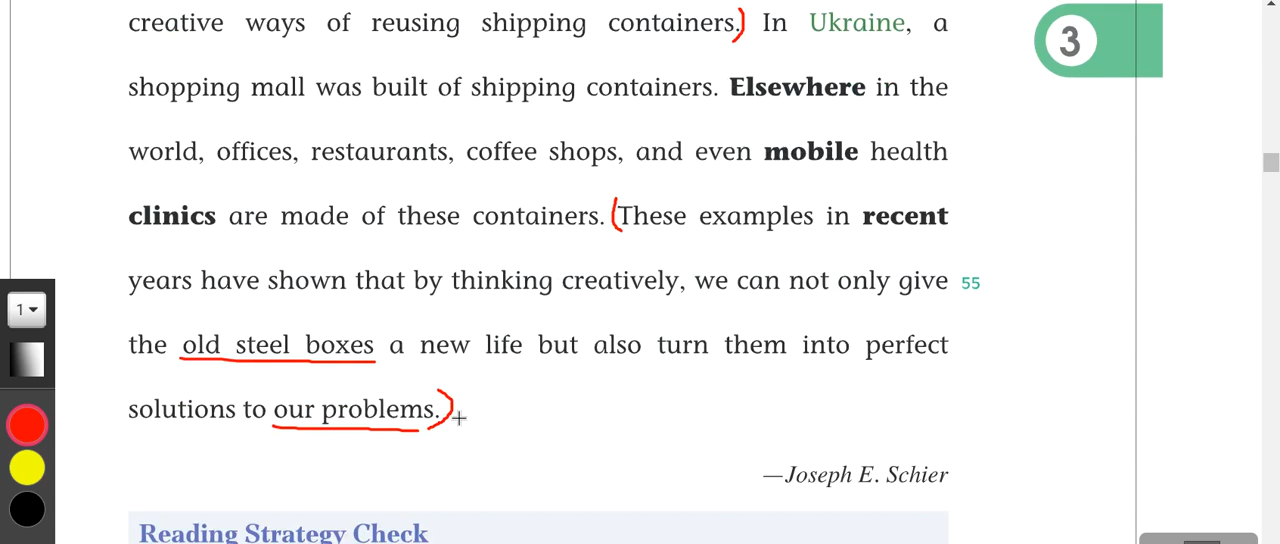 creative ways of reusing shipping containers. In Ukraine, a
3
shopping mall was built of shipping containers. Elsewhere in the
world, offices, restaurants, coffee shops, and even mobile health
clinics are made of these containers. (These examples in recent
years have shown that by thinking creatively, we can not only give 55
the old steel boxes a new life but also turn them into perfect
solutions to our problems.)
—Joseph E. Schier
Reading Strategy Check
1